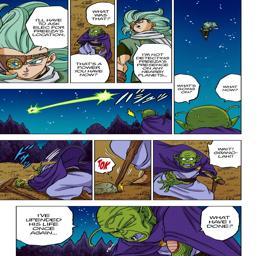 I'LL HAVE
TO ASK
ELEC FOR
FREEZA'S
LOCATION.
WHAT
WAS
THAT?
THAT'S A
POWER
YOU HAVE
NOW?
I'M NOT
DETECTING
FREEZA'S
PRESENCE
ON ANY
NEARBY
PLANETS...
WHAT'S
GOING
ON?
WHAT
NOW?
TOK
WAIT!
GRANO-
LAH!
I'VE
UPENDED
HIS LIFE
ONCE
AGAIN...
WHAT
HAVE I
DONE?